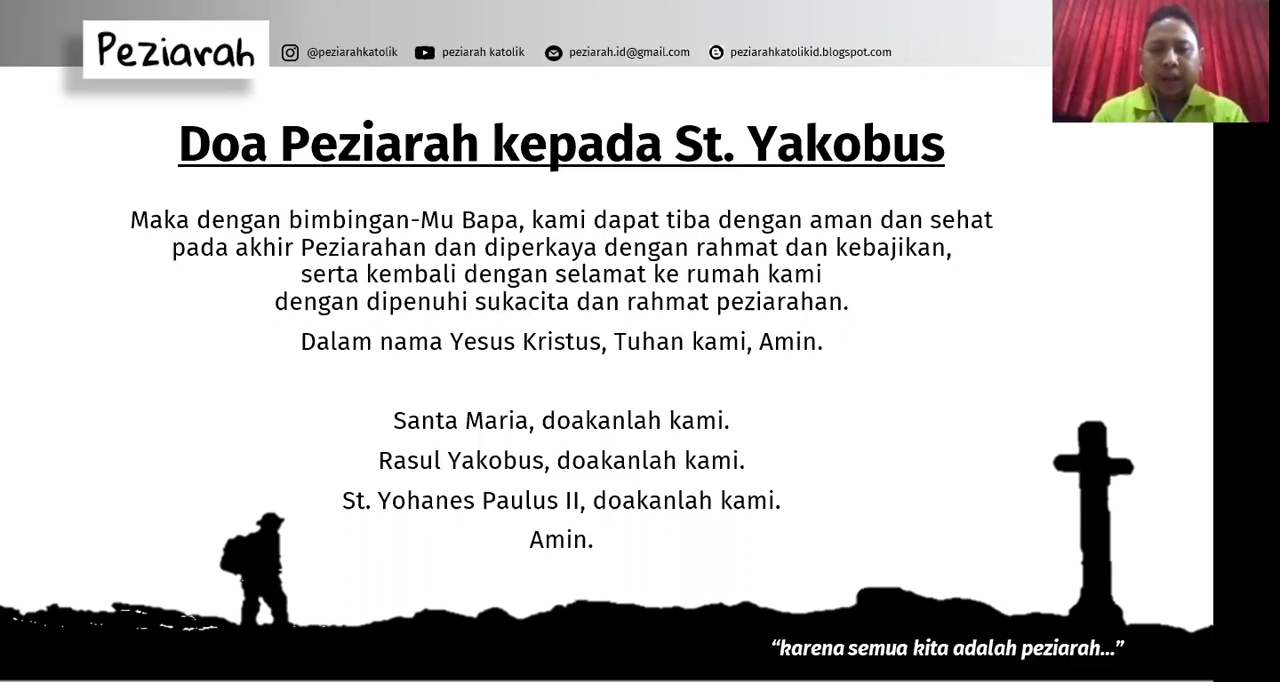 Peziarah
@peziarahkatolik
peziarah katolik
peziarah.id@gmail.com
peziarahkatolikid.blogspot.com
Doa Peziarah kepada St. Yakobus
Maka dengan bimbingan-Mu Bapa, kami dapat tiba dengan aman dan sehat
pada akhir Peziarahan dan diperkaya dengan rahmat dan kebajikan,
serta kembali dengan selamat ke rumah kami
dengan dipenuhi sukacita dan rahmat peziarahan.
Dalam nama Yesus Kristus, Tuhan kami, Amin.
Santa Maria, doakanlah kami.
Rasul Yakobus, doakanlah kami.
St. Yohanes Paulus II, doakanlah kami.
Amin.
“karena semua kita adalah peziarah...”